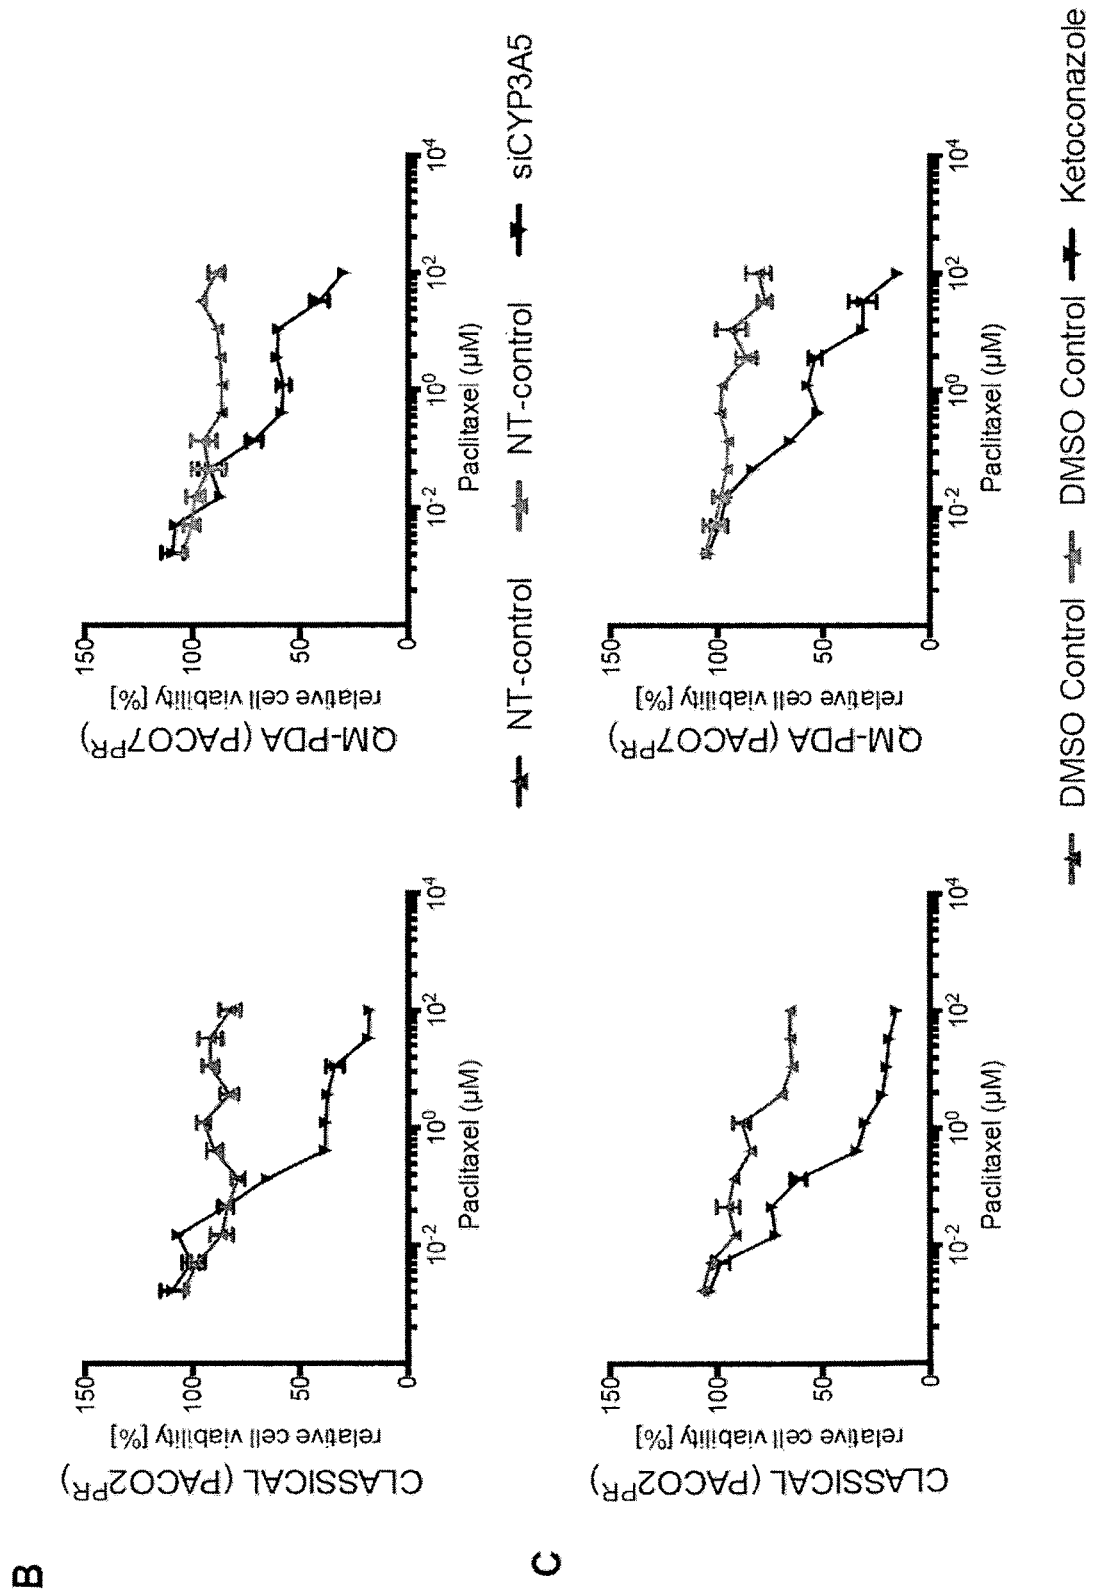 B
CLASSICAL (PACO2PR)
relative cell viability [%]
150
100
50
0
10-2
100
102
104
Paclitaxel (µM)
QM-PDA (PACO7PR)
relative cell viability [%]
150
100
50
0
10-2
100
102
104
Paclitaxel (µM)
NT-control NT-control siCYP3A5
C
CLASSICAL (PACO2PR)
relative cell viability [%]
150
100
50
0
10-2
100
102
104
Paclitaxel (µM)
QM-PDA (PACO7PR)
relative cell viability [%]
150
100
50
0
10-2
100
102
104
Paclitaxel (µM)
DMSO Control DMSO Control Ketoconazole